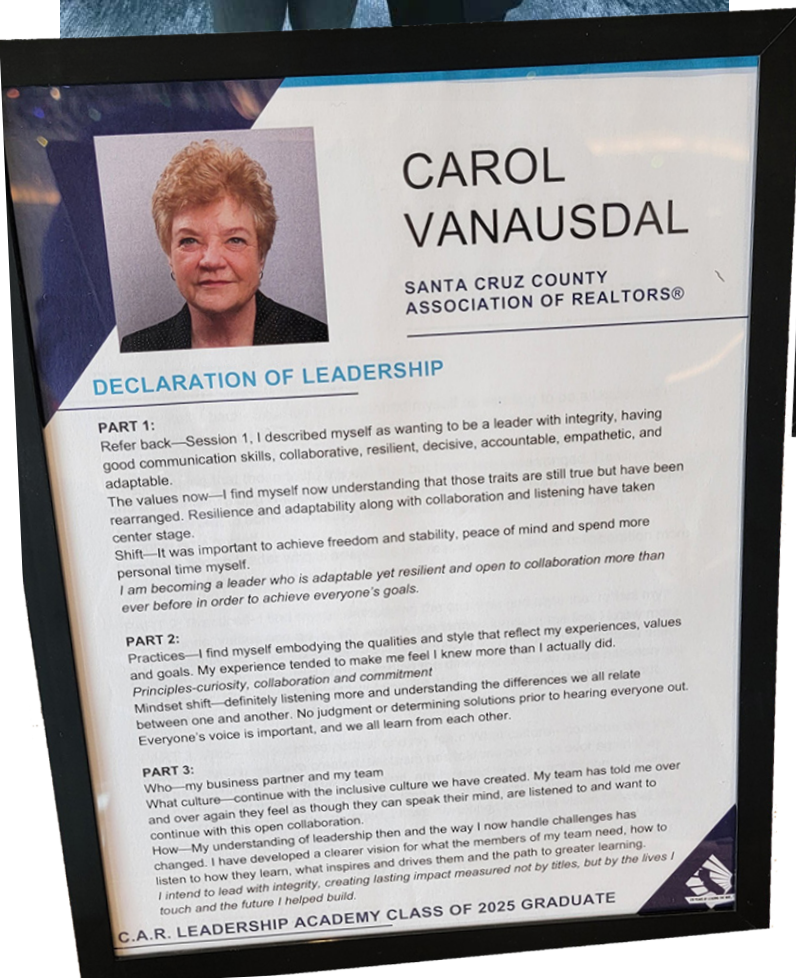 CAROL
VANAUSDAL
SANTA CRUZ COUNTY
ASSOCIATION OF REALTORS®
DECLARATION OF LEADERSHIP
PART 1:
Refer back—Session 1, I described myself as wanting to be a leader with integrity, having
good communication skills, collaborative, resilient, decisive, accountable, empathetic, and
adaptable.
The values now—I find myself now understanding that those traits are still true but have been
rearranged. Resilience and adaptability along with collaboration and listening have taken
center stage.
Shift—It was important to achieve freedom and stability, peace of mind and spend more
personal time myself.
I am becoming a leader who is adaptable yet resilient and open to collaboration more than
ever before in order to achieve everyone's goals.
PART 2:
Practices—I find myself embodying the qualities and style that reflect my experiences, values
and goals. My experience tended to make me feel I knew more than I actually did.
Principles-curiosity, collaboration and commitment
Mindset shift—definitely listening more and understanding the differences we all relate
between one and another. No judgment or determining solutions prior to hearing everyone out.
Everyone's voice is important, and we all learn from each other.
PART 3:
Who—my business partner and my team
What culture—continue with the inclusive culture we have created. My team has told me over
and over again they feel as though they can speak their mind, are listened to and want to
continue with this open collaboration.
How—My understanding of leadership then and the way I now handle challenges has
changed. I have developed a clearer vision for what the members of my team need, how to
listen to how they learn, what inspires and drives them and the path to greater learning.
I intend to lead with integrity, creating lasting impact measured not by titles, but by the lives I
touch and the future I helped build.
C.A.R. LEADERSHIP ACADEMY CLASS OF 2025 GRADUATE